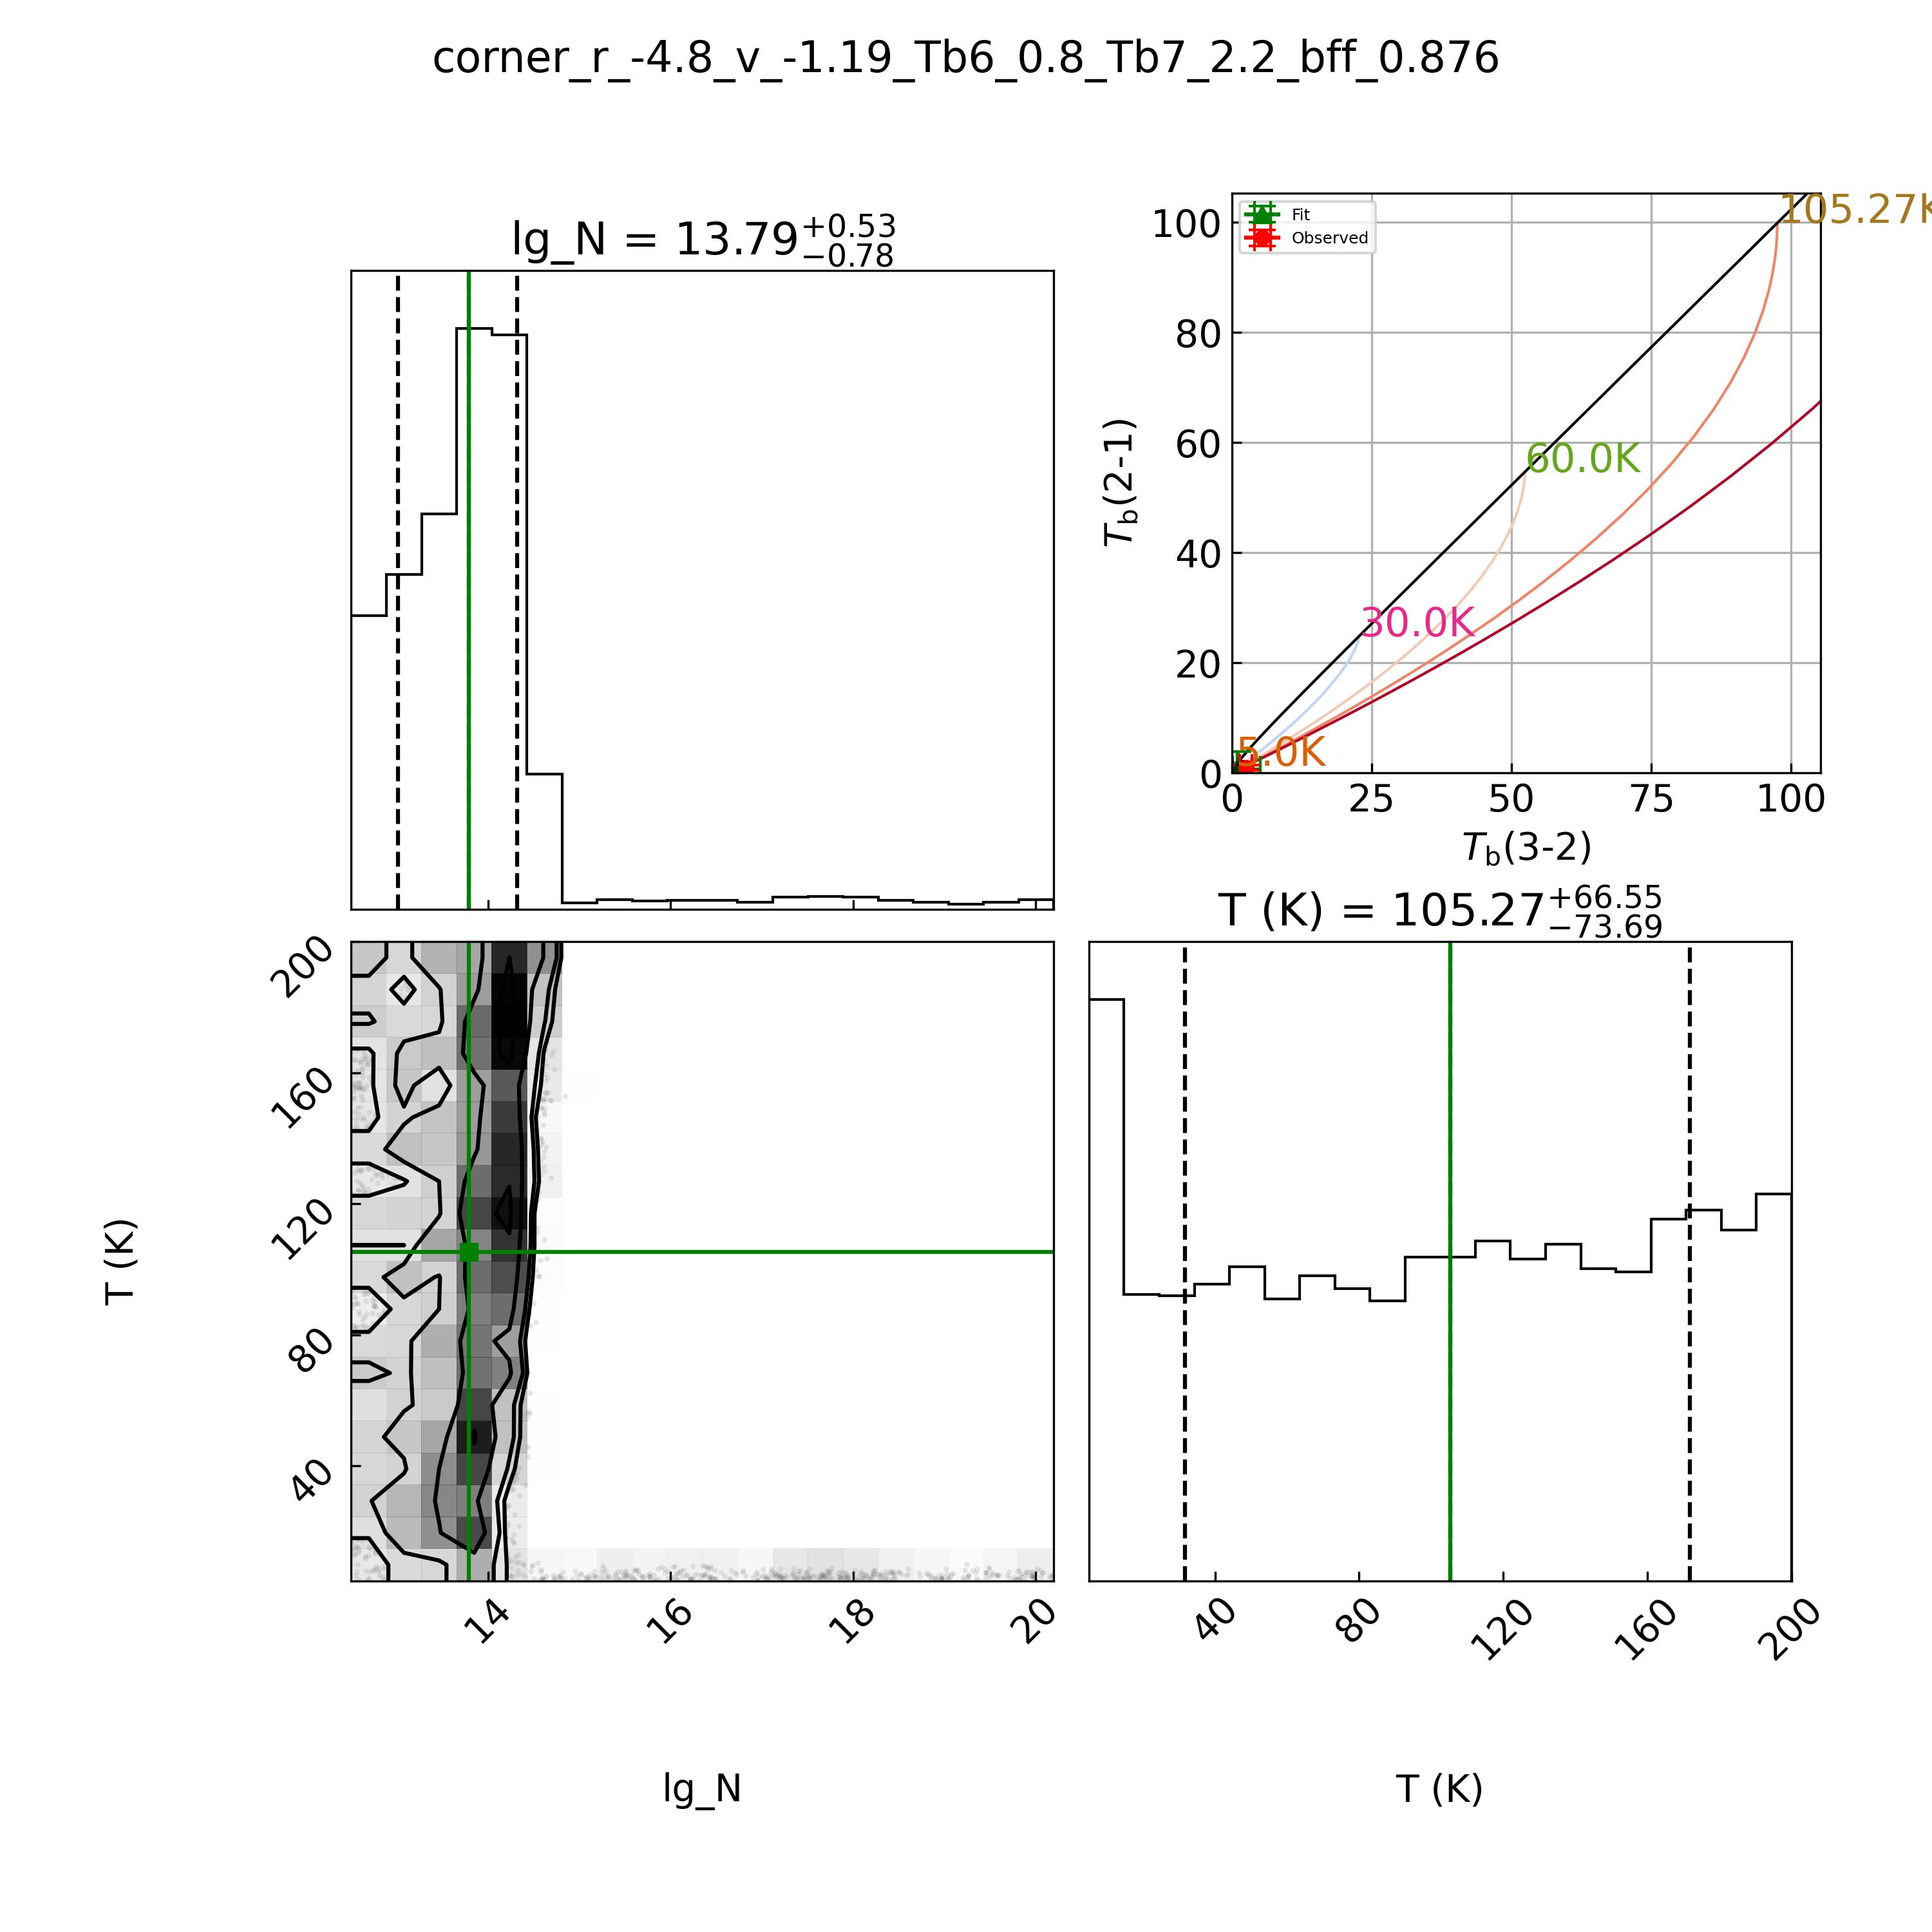 corner_r_-4.8_v_-1.19_Tb6_0.8_Tb7_2.2_bff_0.876
lg_N = 13.79+0.53−0.78
Fit
Observed
105.27K
60.0K
30.0K
5.0K
100
80
60
40
20
0
Tb(2-1)
0 25 50 75 100
Tb(3-2)
T (K) = 105.27+66.55−73.69
200
160
120
80
40
T (K)
14 16 18 20
lg_N
40 80 120 160 200
T (K)